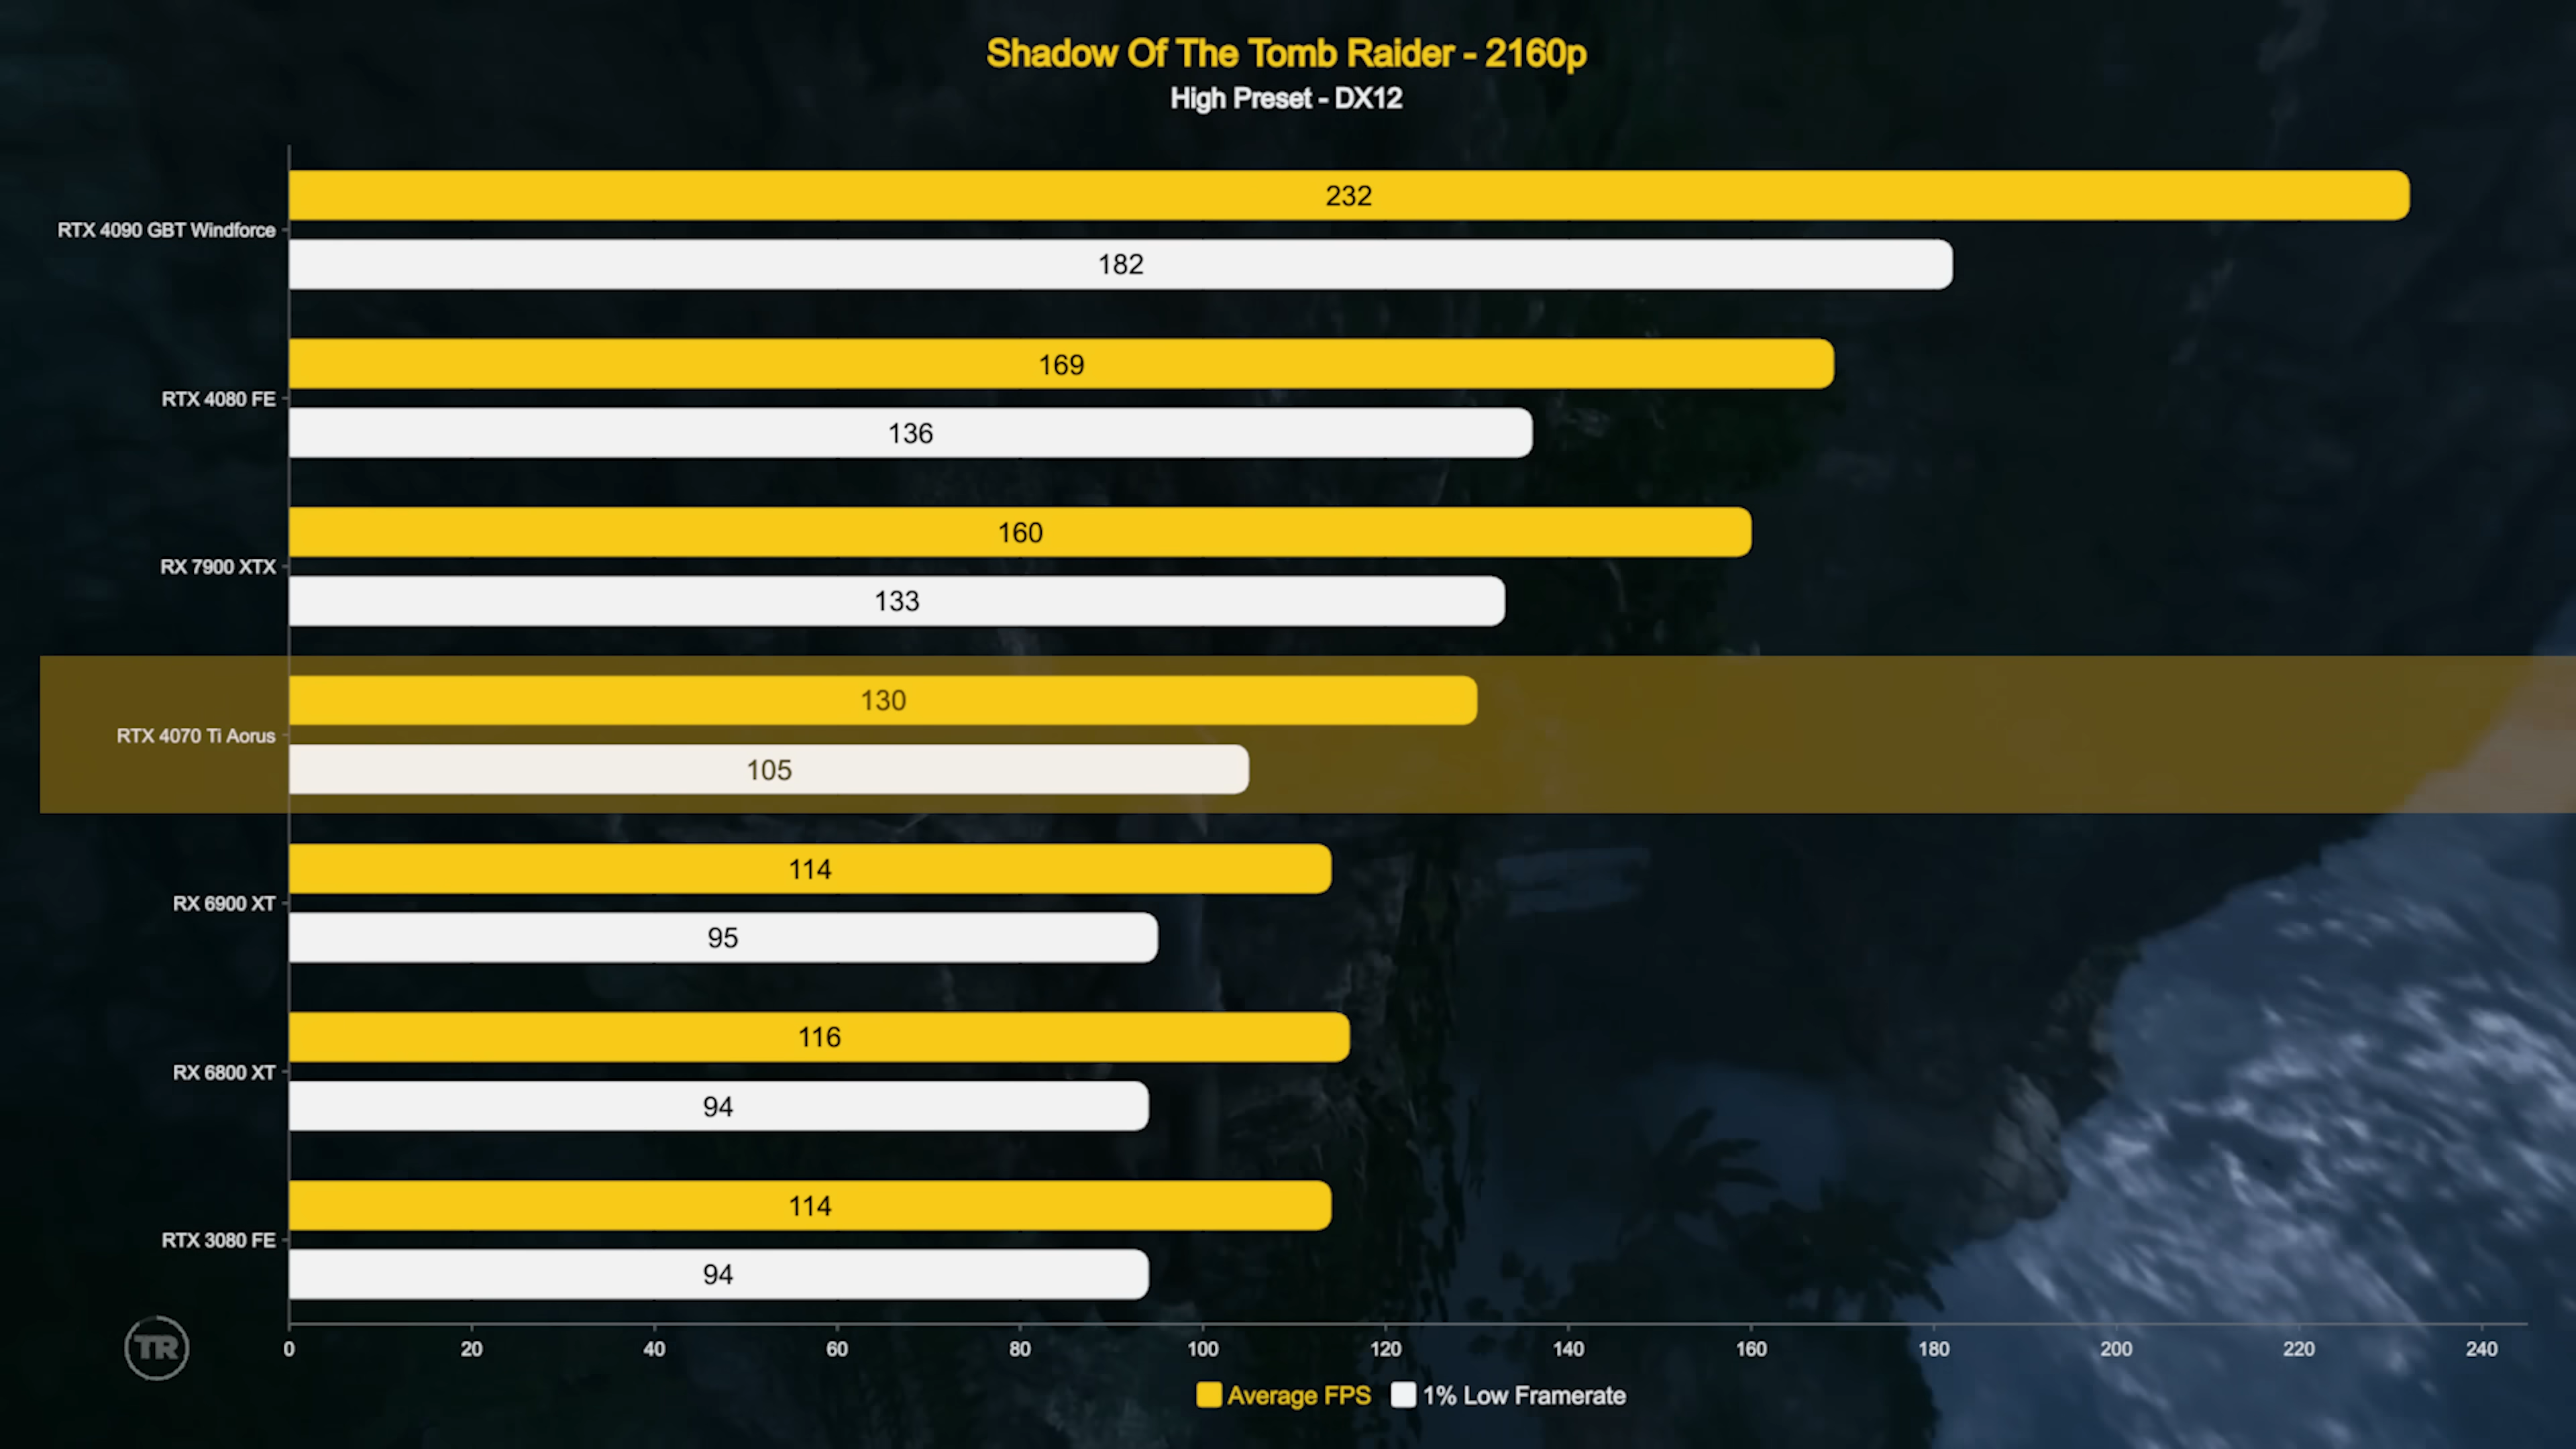 Shadow Of The Tomb Raider - 2160p
High Preset - DX12
RTX 4090 GBT Windforce
232
182
RTX 4080 FE
169
136
RX 7900 XTX
160
133
RTX 4070 Ti Aorus
130
105
RX 6900 XT
114
95
RX 6800 XT
116
94
RTX 3080 FE
114
94
TR
0 20 40 60 80 100 120 140 160 180 200 220 240
Average FPS 1% Low Framerate